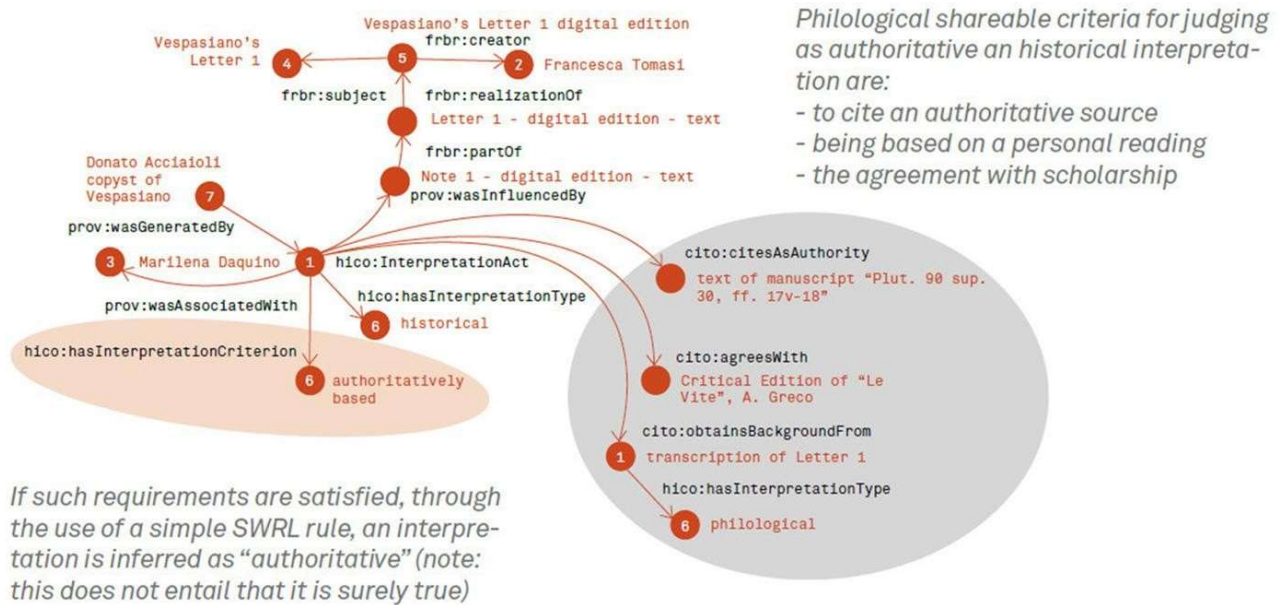 Vespasiano's Letter 1 digital edition
frbr:creator
Vespasiano's
Letter 1
4
5
2
Francesca Tomasi
frbr:subject
frbr:realizationOf
Letter 1 - digital edition - text
frbr:partOf
Note 1 - digital edition - text
prov:wasInfluencedBy
Donato Acciaioli
copyst of
Vespasiano
7
prov:wasGeneratedBy
3
Marilena Daquino
1
hico:InterpretationAct
prov:wasAssociatedWith
hico:hasInterpretationType
6
historical
hico:hasInterpretationCriterion
6
authoritatively
based
Philological shareable criteria for judging
as authoritative an historical interpreta-
tion are:
- to cite an authoritative source
- being based on a personal reading
- the agreement with scholarship
cito:citesAsAuthority
text of manuscript "Plut. 90 sup.
30, ff. 17v-18"
cito:agreesWith
Critical Edition of "Le
Vite", A. Greco
cito:obtainsBackgroundFrom
1
transcription of Letter 1
hico:hasInterpretationType
6
philological
If such requirements are satisfied, through
the use of a simple SWRL rule, an interpre-
tation is inferred as "authoritative" (note:
this does not entail that it is surely true)